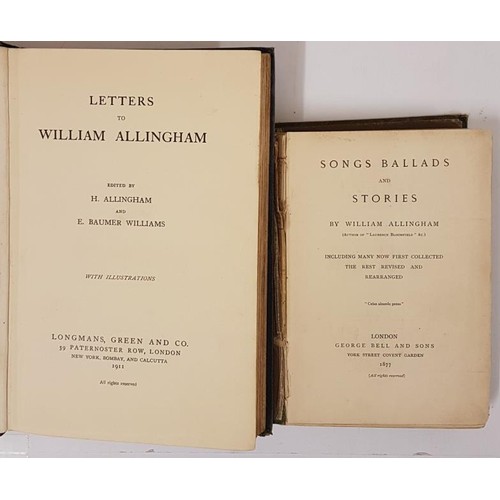 LETTERS
TO
WILLIAM ALLINGHAM
EDITED BY
H. ALLINGHAM
AND
E. BAUMER WILLIAMS
WITH ILLUSTRATIONS
LONGMANS, GREEN AND CO.
39 PATERNOSTER ROW, LONDON
NEW YORK, BOMBAY, AND CALCUTTA
1911
All rights reserved
SONGS BALLADS
AND
STORIES
BY WILLIAM ALLINGHAM
(AUTHOR OF "LAURENCE BLOOMFIELD" &c.)
INCLUDING MANY NOW FIRST COLLECTED
THE REST REVISED AND
REARRANGED
LONDON
GEORGE BELL AND SONS
YORK STREET COVENT GARDEN
1877
(All rights reserved)